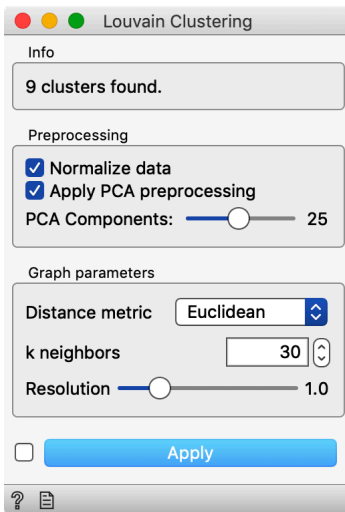 Louvain Clustering
Info
9 clusters found.
Preprocessing
Normalize data
Apply PCA preprocessing
PCA Components: 25
Graph parameters
Distance metric Euclidean
k neighbors 30
Resolution 1.0
Apply
?